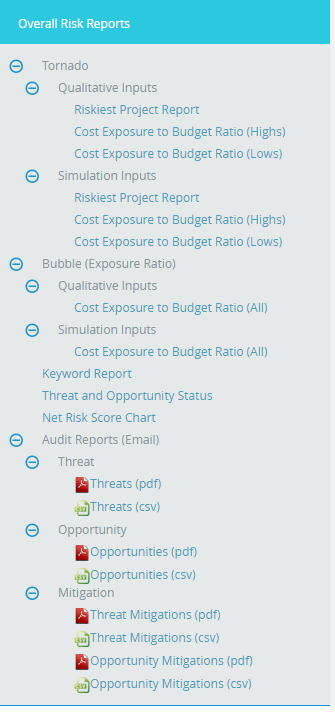 Overall Risk Reports
Tornado
Qualitative Inputs
Riskiest Project Report
Cost Exposure to Budget Ratio (Highs)
Cost Exposure to Budget Ratio (Lows)
Simulation Inputs
Riskiest Project Report
Cost Exposure to Budget Ratio (Highs)
Cost Exposure to Budget Ratio (Lows)
Bubble (Exposure Ratio)
Qualitative Inputs
Cost Exposure to Budget Ratio (All)
Simulation Inputs
Cost Exposure to Budget Ratio (All)
Keyword Report
Threat and Opportunity Status
Net Risk Score Chart
Audit Reports (Email)
Threat
Threats (pdf)
Threats (csv)
Opportunity
Opportunities (pdf)
Opportunities (csv)
Mitigation
Threat Mitigations (pdf)
Threat Mitigations (csv)
Opportunity Mitigations (pdf)
Opportunity Mitigations (csv)